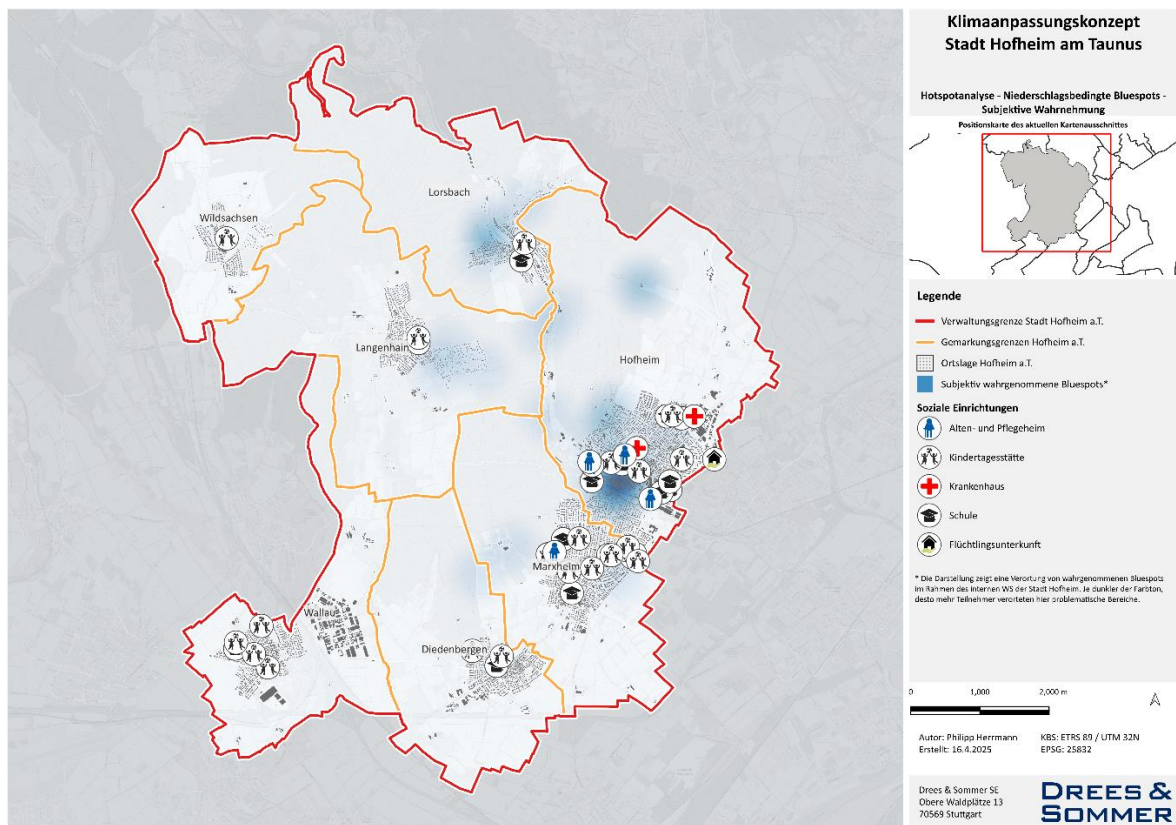 Klimaanpassungskonzept
Stadt Hofheim am Taunus
Hotspotanalyse - Niederschlagsbedingte Bluespots -
Subjektive Wahrnehmung
Positionskarte des aktuellen Kartenausschnittes
Legende
Verwaltungsgrenze Stadt Hofheim a.T.
Gemarkungsgrenzen Hofheim a.T.
Ortslage Hofheim a.T.
Subjektiv wahrgenommene Bluespots*
Soziale Einrichtungen
Alten- und Pflegeheim
Kindertagesstätte
Krankenhaus
Schule
Flüchtlingsunterkunft
* Die Darstellung zeigt eine Verortung von wahrgenommenen Bluespots
im Rahmen des internen WS der Stadt Hofheim. Je dunkler der Farbton,
desto mehr Teilnehmer verorteten hier problematische Bereiche.
0 1,000 2,000 m
Autor: Philipp Herrmann
Erstellt: 16.4.2025
KBS: ETRS 89 / UTM 32N
EPSG: 25832
Drees & Sommer SE
Obere Waldplätze 13
70569 Stuttgart
DREES &
SOMMER
Lorsbach
Wildsachsen
Langenhain
Hofheim
Marxheim
Wallau
Diedenbergen